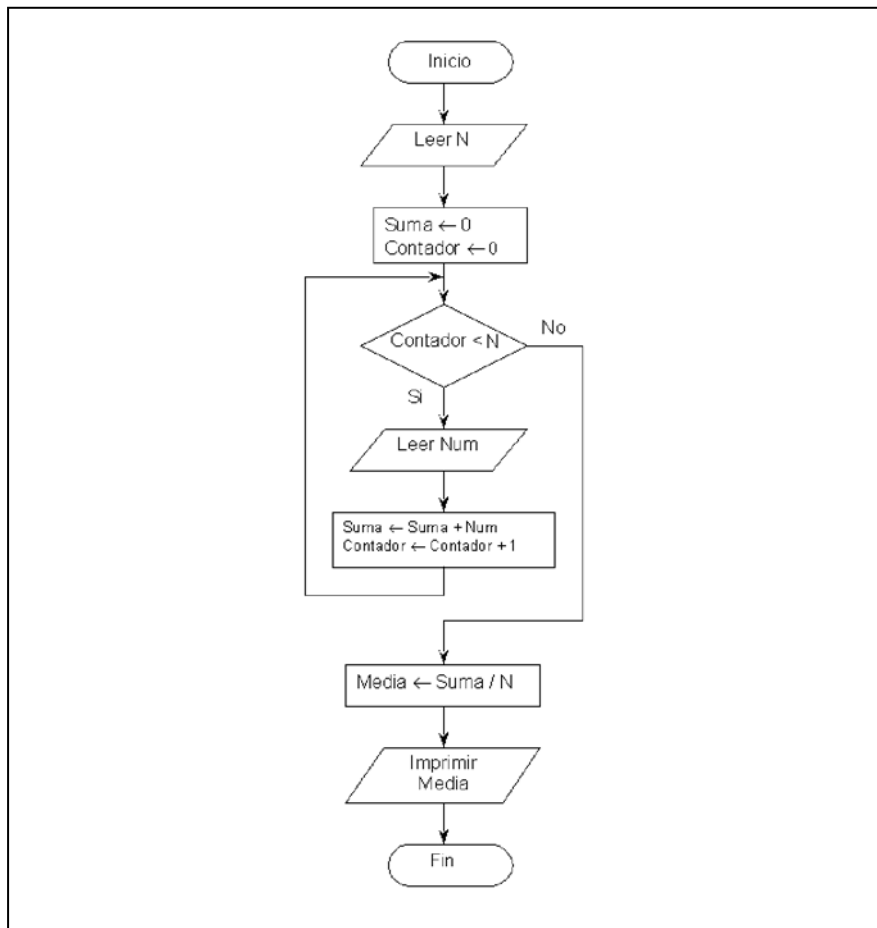 Inicio
Leer N
Suma ← 0
Contador ← 0
Contador < N
No
Si
Leer Num
Suma ← Suma + Num
Contador ← Contador + 1
Media ← Suma / N
Imprimir
Media
Fin